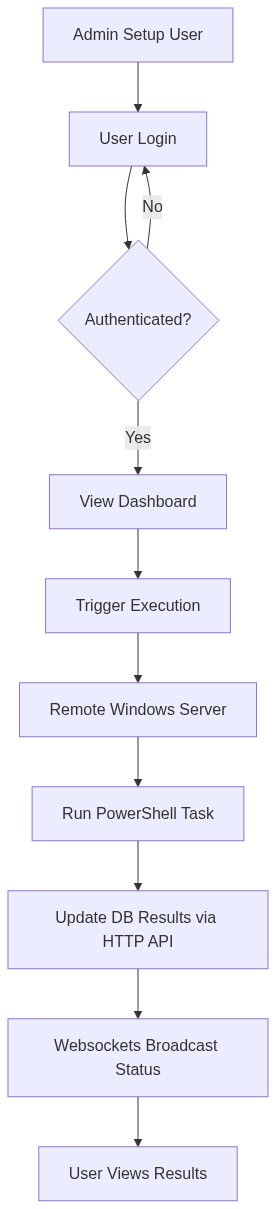 Admin Setup User
User Login
No
Authenticated?
Yes
View Dashboard
Trigger Execution
Remote Windows Server
Run PowerShell Task
Update DB Results via
HTTP API
Websockets Broadcast
Status
User Views Results